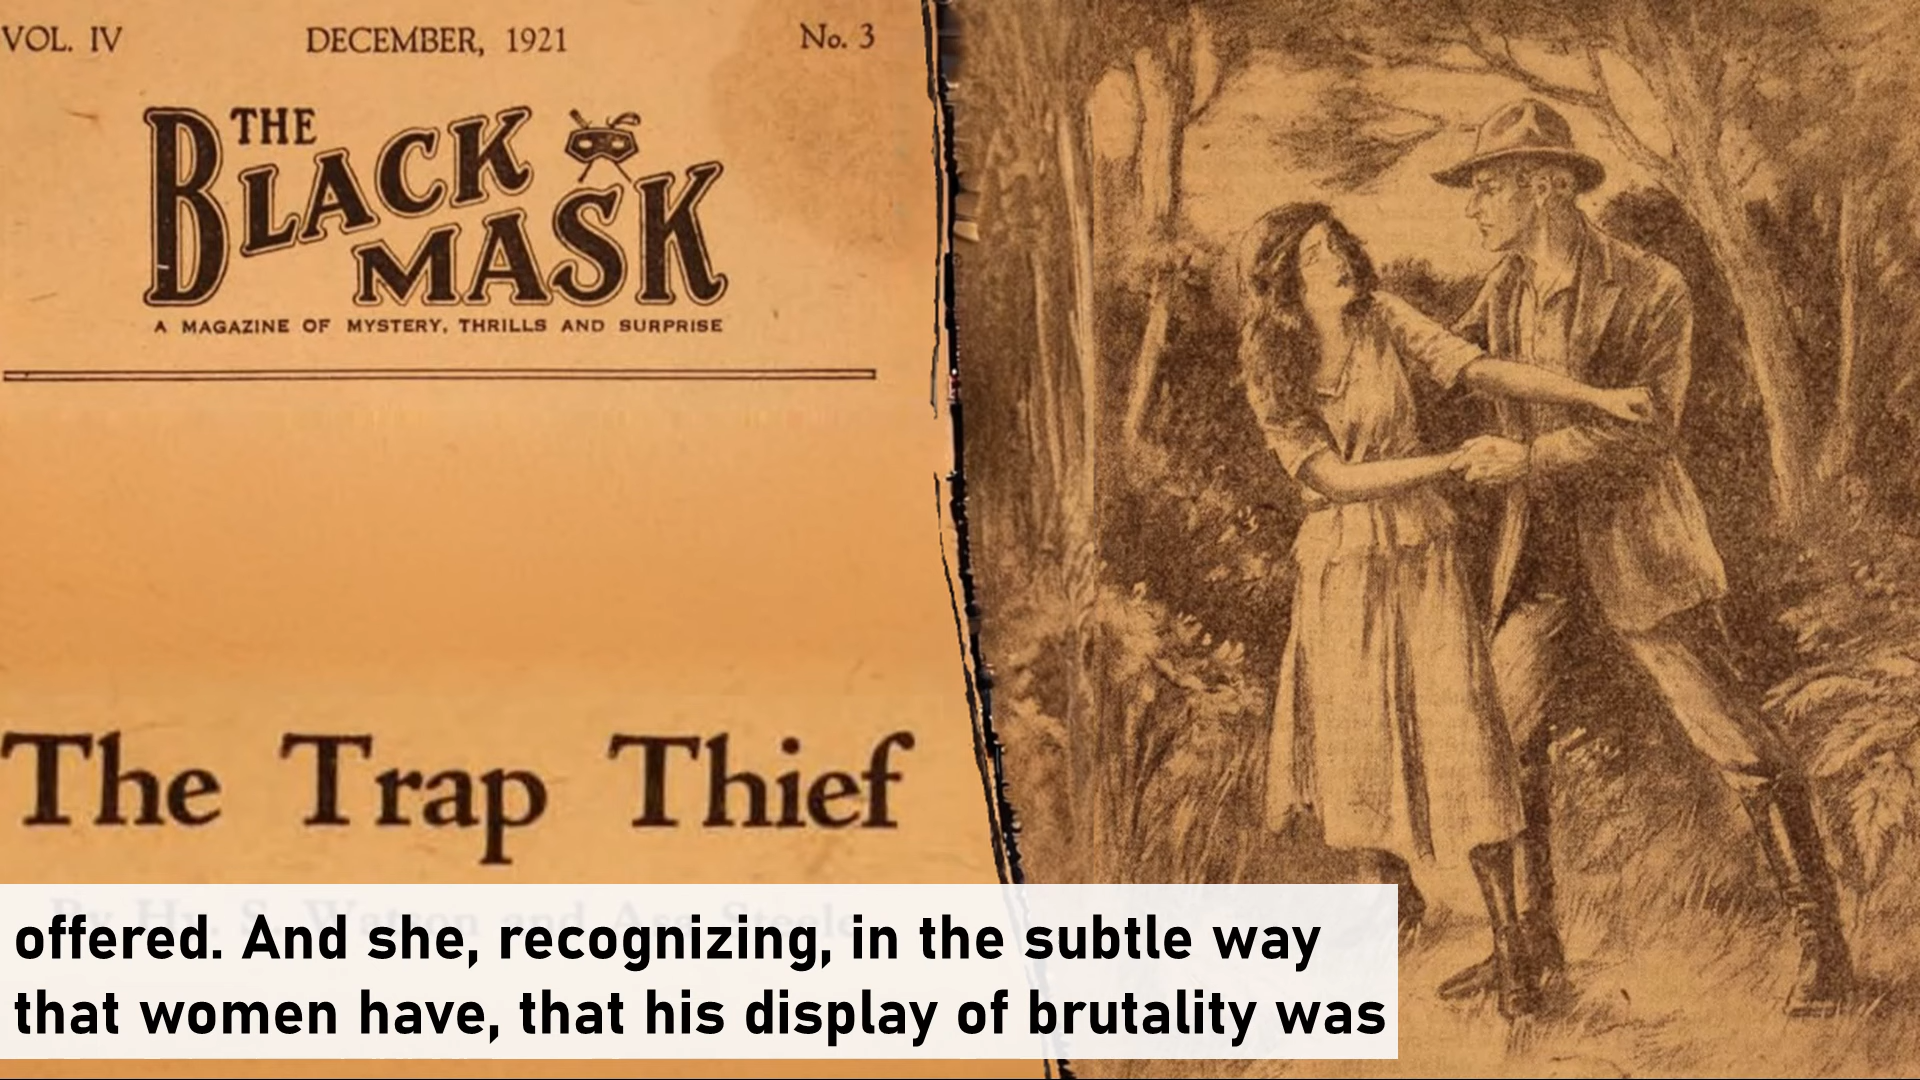 VOL. IV DECEMBER, 1921 No. 3
THE
BLACK
MASK
A MAGAZINE OF MYSTERY, THRILLS AND SURPRISE
The Trap Thief
offered. And she, recognizing, in the subtle way
that women have, that his display of brutality was